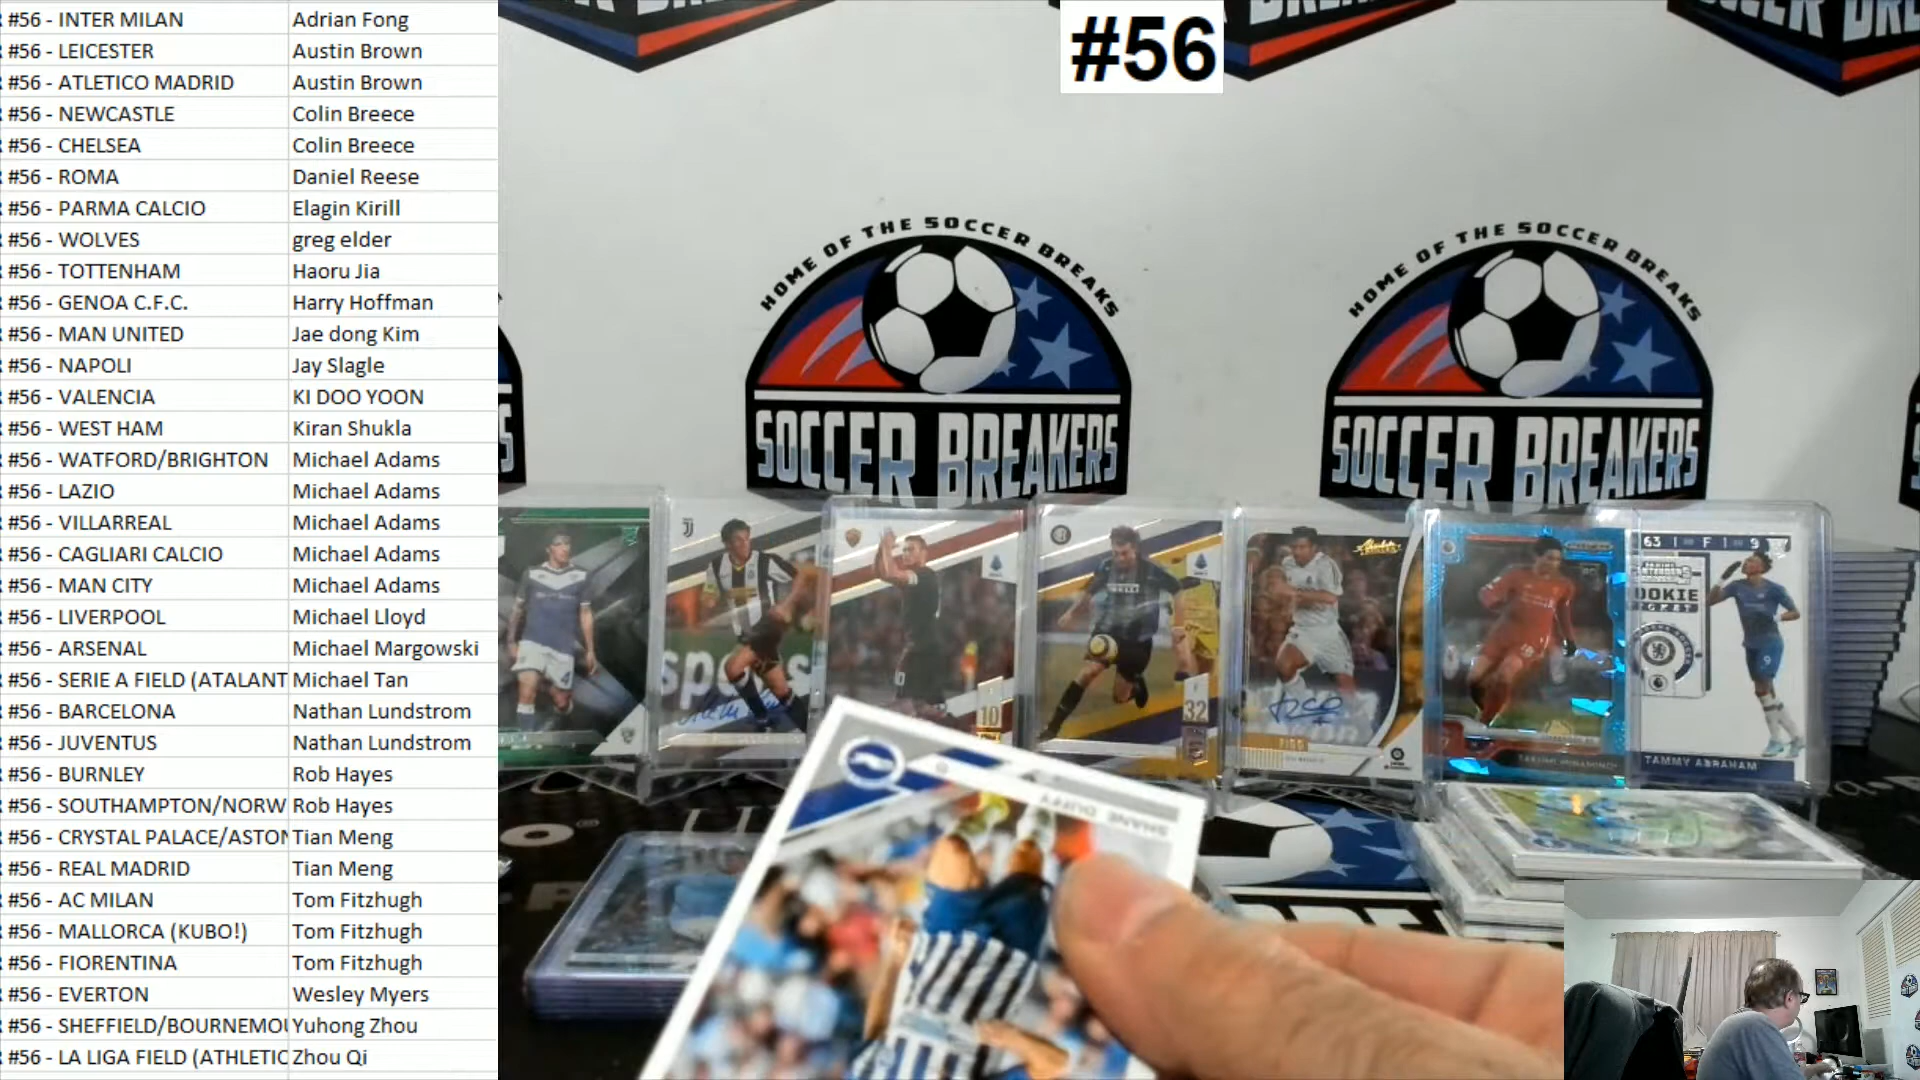 #56 - INTER MILAN Adrian Fong
#56 - LEICESTER Austin Brown
#56 - ATLETICO MADRID Austin Brown
#56 - NEWCASTLE Colin Breece
#56 - CHELSEA Colin Breece
#56 - ROMA Daniel Reese
#56 - PARMA CALCIO Elagin Kirill
#56 - WOLVES greg elder
#56 - TOTTENHAM Haoru Jia
#56 - GENOA C.F.C. Harry Hoffman
#56 - MAN UNITED Jae dong Kim
#56 - NAPOLI Jay Slagle
#56 - VALENCIA KI DOO YOON
#56 - WEST HAM Kiran Shukla
#56 - WATFORD/BRIGHTON Michael Adams
#56 - LAZIO Michael Adams
#56 - VILLARREAL Michael Adams
#56 - CAGLIARI CALCIO Michael Adams
#56 - MAN CITY Michael Adams
#56 - LIVERPOOL Michael Lloyd
#56 - ARSENAL Michael Margowski
#56 - SERIE A FIELD (ATALANT Michael Tan
#56 - BARCELONA Nathan Lundstrom
#56 - JUVENTUS Nathan Lundstrom
#56 - BURNLEY Rob Hayes
#56 - SOUTHAMPTON/NORW Rob Hayes
#56 - CRYSTAL PALACE/ASTON Tian Meng
#56 - REAL MADRID Tian Meng
#56 - AC MILAN Tom Fitzhugh
#56 - MALLORCA (KUBO!) Tom Fitzhugh
#56 - FIORENTINA Tom Fitzhugh
#56 - EVERTON Wesley Myers
#56 - SHEFFIELD/BOURNEMOU Yuhong Zhou
#56 - LA LIGA FIELD (ATHLETIC Zhou Qi
#56
HOME OF THE SOCCER BREAKS
SOCCER BREAKERS
HOME OF THE SOCCER BREAKS
SOCCER BREAKERS
10
32
63 F 9
OOKIE
TAMMY ABRAHAM
SHANE DUFFY